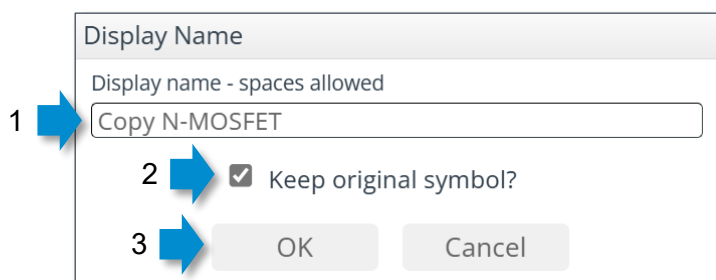 Display Name
Display name - spaces allowed
1 Copy N-MOSFET
2 Keep original symbol?
3 OK Cancel